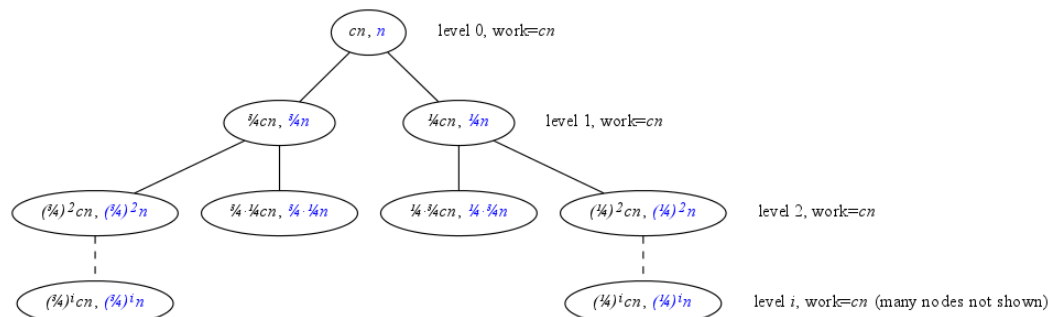 cn, n level 0, work=cn
¾cn, ¾n ¼cn, ¼n level 1, work=cn
(¾)²cn, (¾)²n ¾·¼cn, ¾·¼n ¼·¾cn, ¼·¾n (¼)²cn, (¼)²n level 2, work=cn
(¾)ⁱcn, (¾)ⁱn (¼)ⁱcn, (¼)ⁱn level i, work=cn (many nodes not shown)